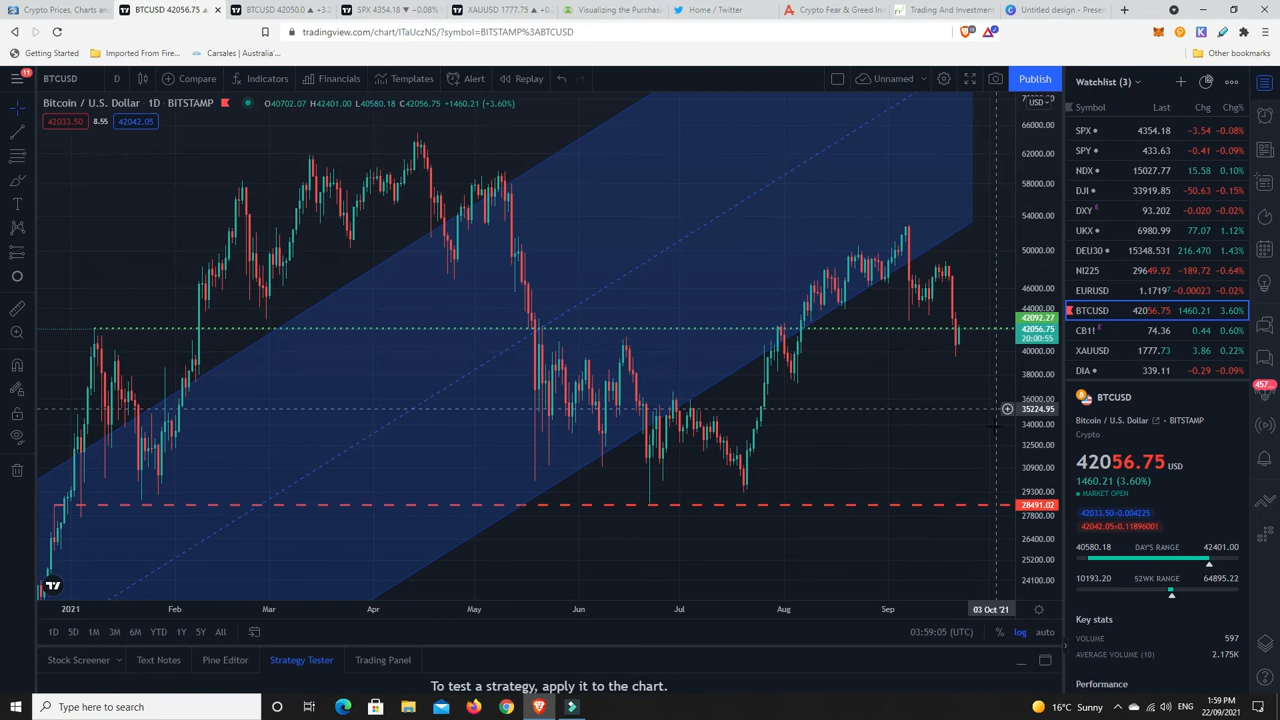 Crypto Prices, Charts and
BTCUSD 42056.75
BTCUSD 42050.0 ▲ +3.2
SPX 4354.18 ▼ −0.08%
XAUUSD 1777.75 ▲ +0.
Visualizing the Purchasi
Home / Twitter
Crypto Fear & Greed Ind
Trading And Investment
Untitled design - Presen
tradingview.com/chart/ITaUczNS/?symbol=BITSTAMP%3ABTCUSD
Getting Started
Imported From Fire...
Carsales | Australia's...
Other bookmarks
11
BTCUSD
D
Compare
Indicators
Financials
Templates
Alert
Replay
Unnamed
Publish
Watchlist (3)
Bitcoin / U.S. Dollar · 1D · BITSTAMP
O40702.07 H42401.00 L40580.18 C42056.75 +1460.21 (+3.60%)
42033.50
8.55
42042.05
USD
66000.00
62000.00
58000.00
54000.00
50000.00
46000.00
44000.00
42092.27
42056.75
20:00:55
40000.00
38000.00
36000.00
35224.95
34000.00
32500.00
30900.00
29300.00
28491.02
27800.00
26400.00
25200.00
24100.00
2021
Feb
Mar
Apr
May
Jun
Jul
Aug
Sep
03 Oct '21
1D 5D 1M 3M 6M YTD 1Y 5Y All
03:59:05 (UTC)
%
log
auto
Stock Screener
Text Notes
Pine Editor
Strategy Tester
Trading Panel
To test a strategy, apply it to the chart.
Symbol Last Chg Chg%
SPX 4354.18 −3.54 −0.08%
SPY 433.63 −0.41 −0.09%
NDX 15027.77 15.58 0.10%
DJI 33919.85 −50.63 −0.15%
DXY E 93.202 −0.020 −0.02%
UKX 6980.99 77.07 1.12%
DEU30 15348.531 216.470 1.43%
NI225 29649.92 −189.72 −0.64%
EURUSD 1.17197 −0.00023 −0.02%
BTCUSD 42056.75 1460.21 3.60%
CB1! E 74.36 0.44 0.60%
XAUUSD 1777.73 3.86 0.22%
DIA 339.11 −0.29 −0.09%
457...
BTCUSD
Bitcoin / U.S. Dollar
BITSTAMP
Crypto
42056.75 USD
1460.21 (3.60%)
MARKET OPEN
42033.50×0.004225
42042.05×0.11896001
40580.18 DAY'S RANGE 42401.00
10193.20 52WK RANGE 64895.22
Key stats
VOLUME 597
AVERAGE VOLUME (10) 2.175K
Performance
Type here to search
16°C Sunny
ENG
1:59 PM
22/09/2021